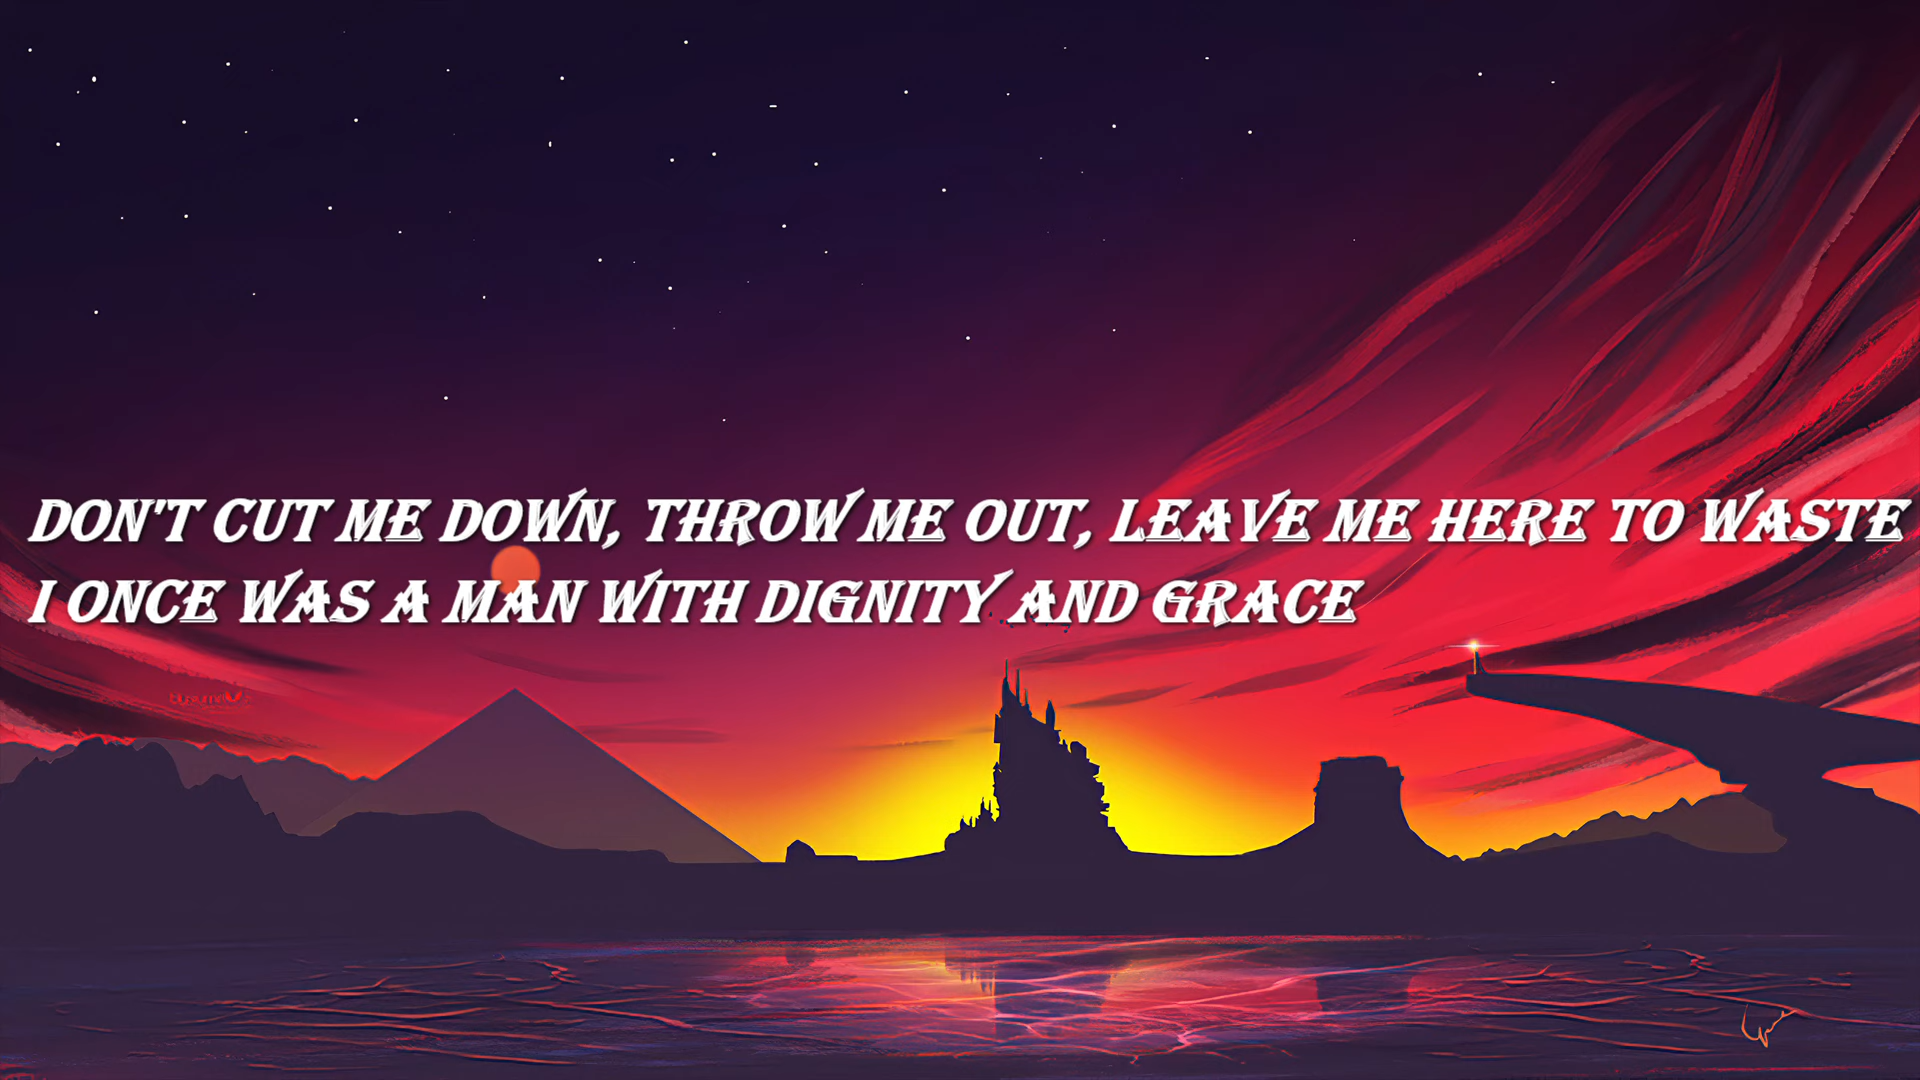 DON'T CUT ME DOWN, THROW ME OUT, LEAVE ME HERE TO WASTE
I ONCE WAS A MAN WITH DIGNITY AND GRACE